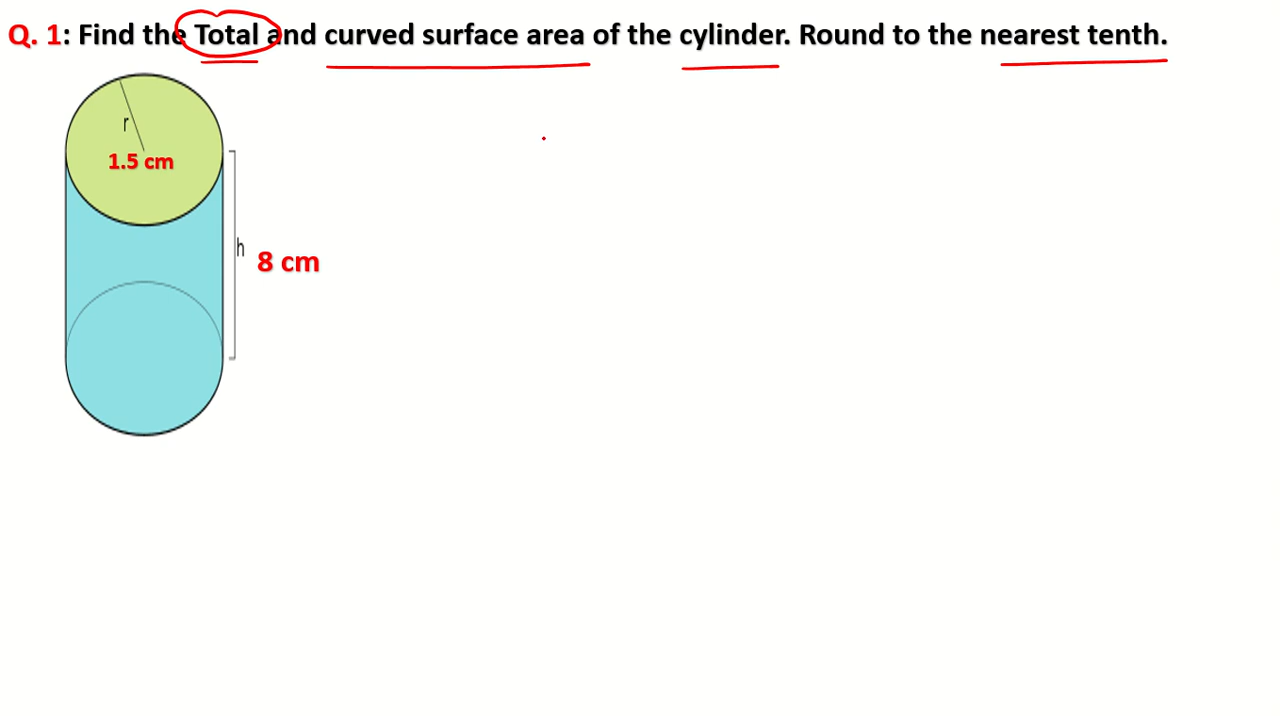 Q. 1: Find the Total and curved surface area of the cylinder. Round to the nearest tenth.
r
1.5 cm
h
8 cm